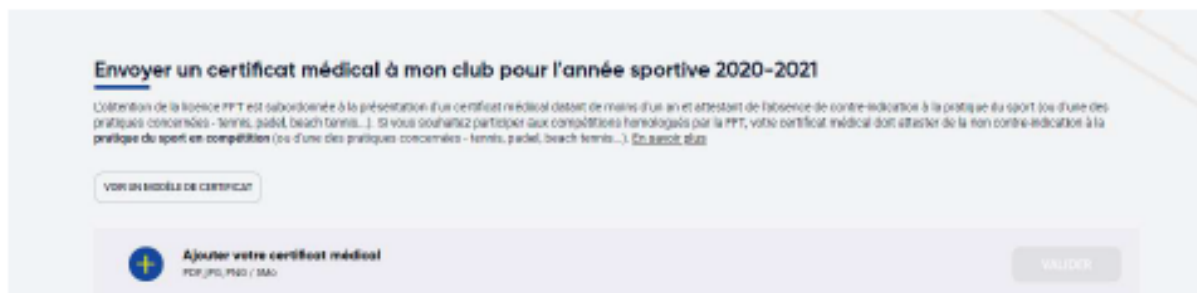 Envoyer un certificat médical à mon club pour l'année sportive 2020-2021
L'obtention de la licence FFT est subordonnée à la présentation d'un certificat médical datant de moins d'un an et attestant de l'absence de contre-indication à la pratique du sport (ou d'une des
pratiques concernées - tennis, padel, beach tennis...). Si vous souhaitez participer aux compétitions homologuées par la FFT, votre certificat médical doit attester de la non contre-indication à la
pratique du sport en compétition (ou d'une des pratiques concernées - tennis, padel, beach tennis...). En savoir plus
VOIR UN MODÈLE DE CERTIFICAT
Ajouter votre certificat médical
PDF, JPG, PNG / 5Mo
VALIDER